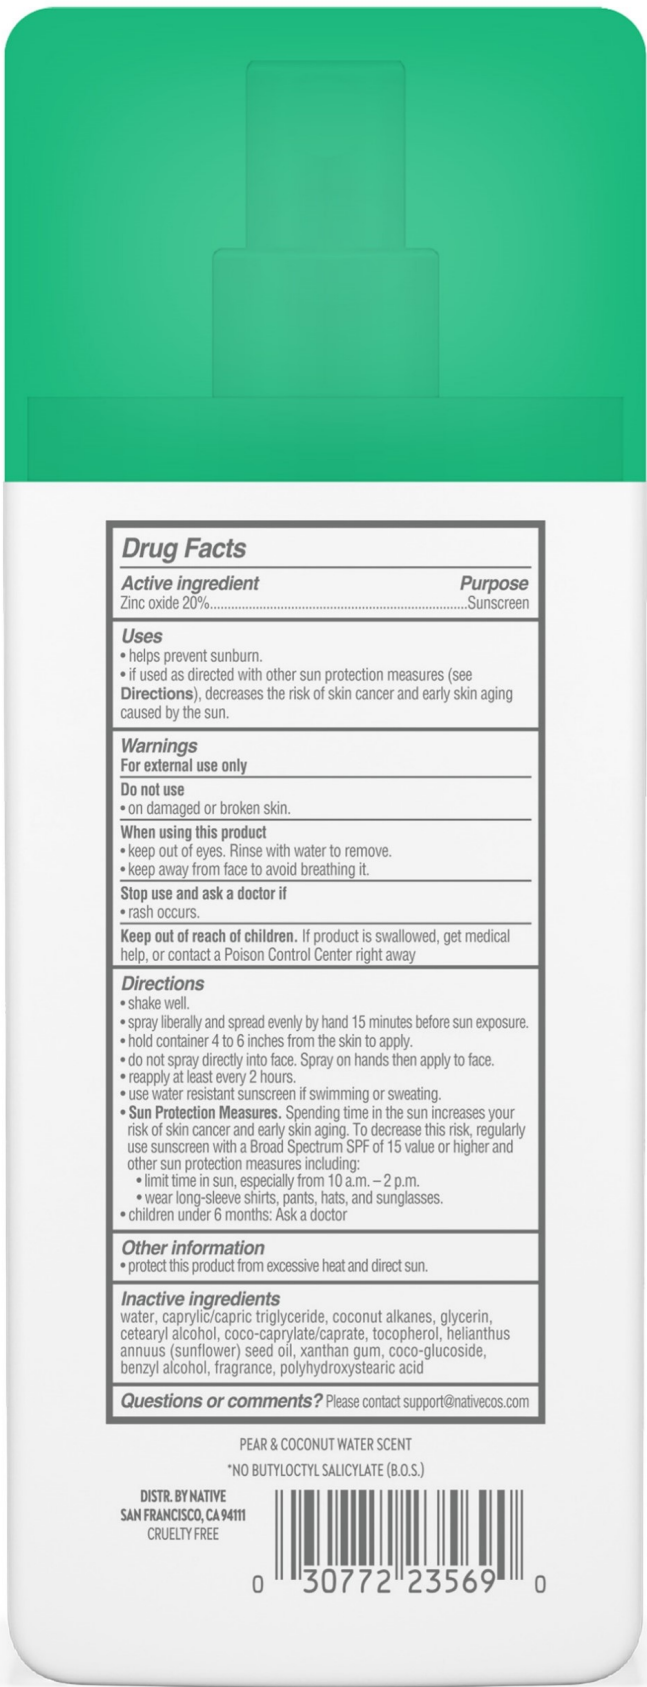 Drug Facts
Active ingredient Purpose
Zinc oxide 20%......................................................................Sunscreen
Uses
• helps prevent sunburn.
• if used as directed with other sun protection measures (see
Directions), decreases the risk of skin cancer and early skin aging
caused by the sun.
Warnings
For external use only
Do not use
• on damaged or broken skin.
When using this product
• keep out of eyes. Rinse with water to remove.
• keep away from face to avoid breathing it.
Stop use and ask a doctor if
• rash occurs.
Keep out of reach of children. If product is swallowed, get medical
help, or contact a Poison Control Center right away
Directions
• shake well.
• spray liberally and spread evenly by hand 15 minutes before sun exposure.
• hold container 4 to 6 inches from the skin to apply.
• do not spray directly into face. Spray on hands then apply to face.
• reapply at least every 2 hours.
• use water resistant sunscreen if swimming or sweating.
• Sun Protection Measures. Spending time in the sun increases your
risk of skin cancer and early skin aging. To decrease this risk, regularly
use sunscreen with a Broad Spectrum SPF of 15 value or higher and
other sun protection measures including:
• limit time in sun, especially from 10 a.m. – 2 p.m.
• wear long-sleeve shirts, pants, hats, and sunglasses.
• children under 6 months: Ask a doctor
Other information
• protect this product from excessive heat and direct sun.
Inactive ingredients
water, caprylic/capric triglyceride, coconut alkanes, glycerin,
cetearyl alcohol, coco-caprylate/caprate, tocopherol, helianthus
annuus (sunflower) seed oil, xanthan gum, coco-glucoside,
benzyl alcohol, fragrance, polyhydroxystearic acid
Questions or comments? Please contact support@nativecos.com
PEAR & COCONUT WATER SCENT
*NO BUTYLOCTYL SALICYLATE (B.O.S.)
DISTR. BY NATIVE
SAN FRANCISCO, CA 94111
CRUELTY FREE
0 30772 23569 0